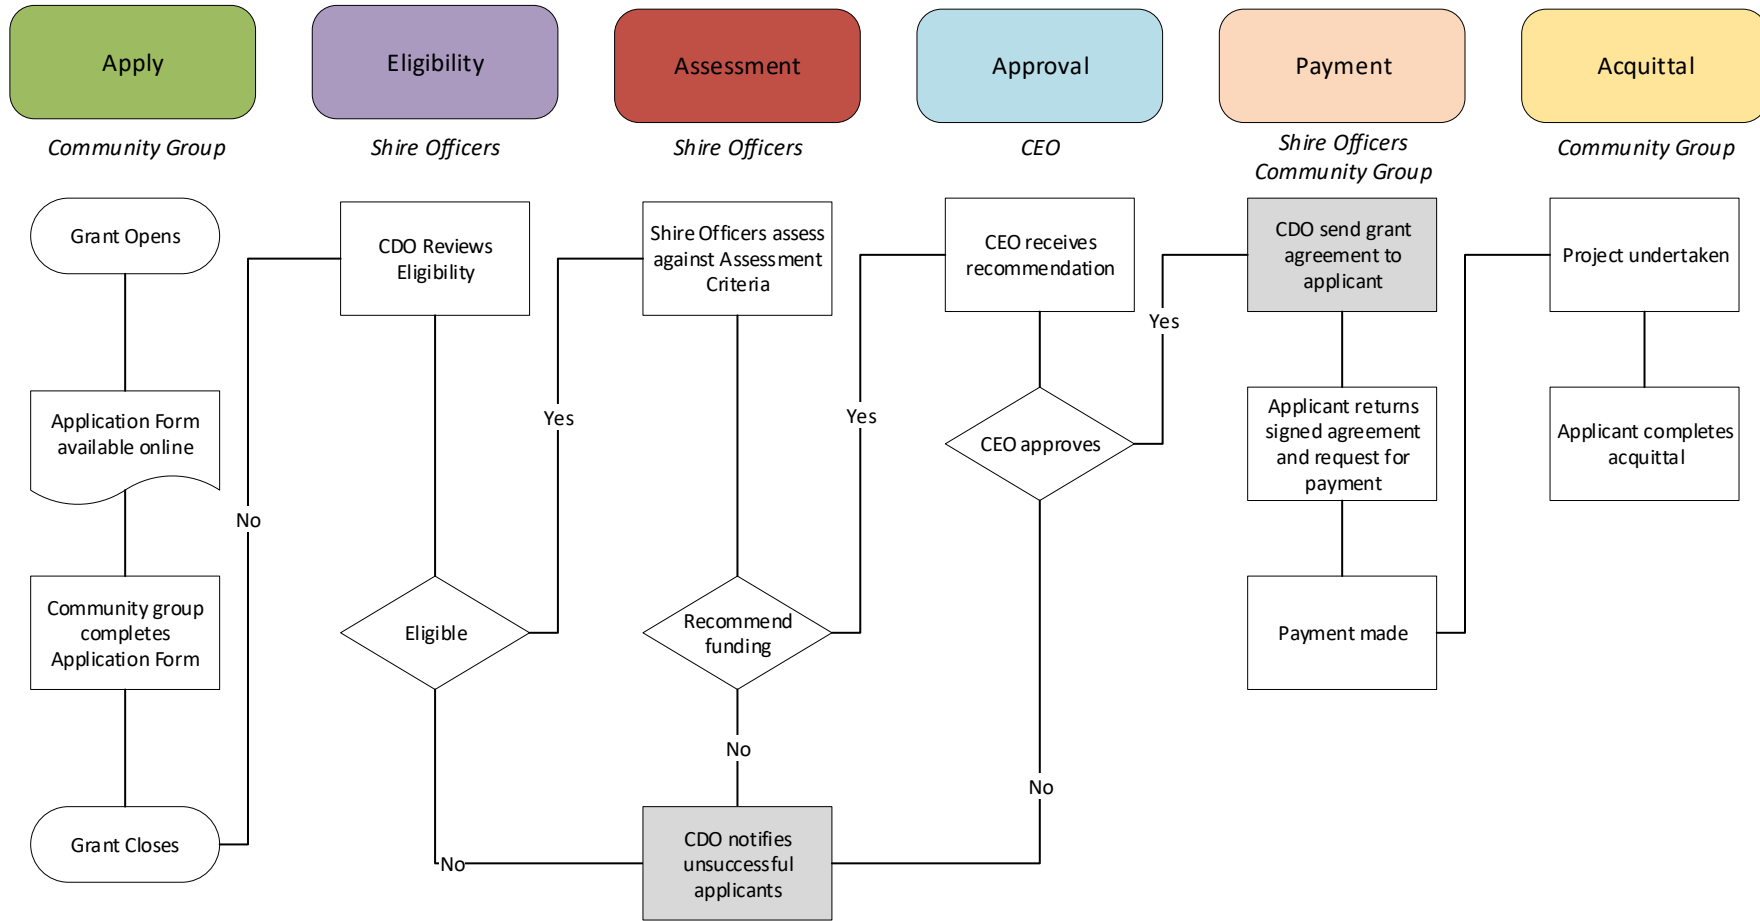 Apply
Eligibility
Assessment
Approval
Payment
Acquittal
Community Group
Shire Officers
Shire Officers
CEO
Shire Officers
Community Group
Community Group
Grant Opens
Application Form
available online
Community group
completes
Application Form
Grant Closes
No
CDO Reviews
Eligibility
Eligible
Yes
No
Shire Officers assess
against Assessment
Criteria
Recommend
funding
Yes
No
CDO notifies
unsuccessful
applicants
CEO receives
recommendation
CEO approves
Yes
No
CDO send grant
agreement to
applicant
Applicant returns
signed agreement
and request for
payment
Payment made
Project undertaken
Applicant completes
acquittal